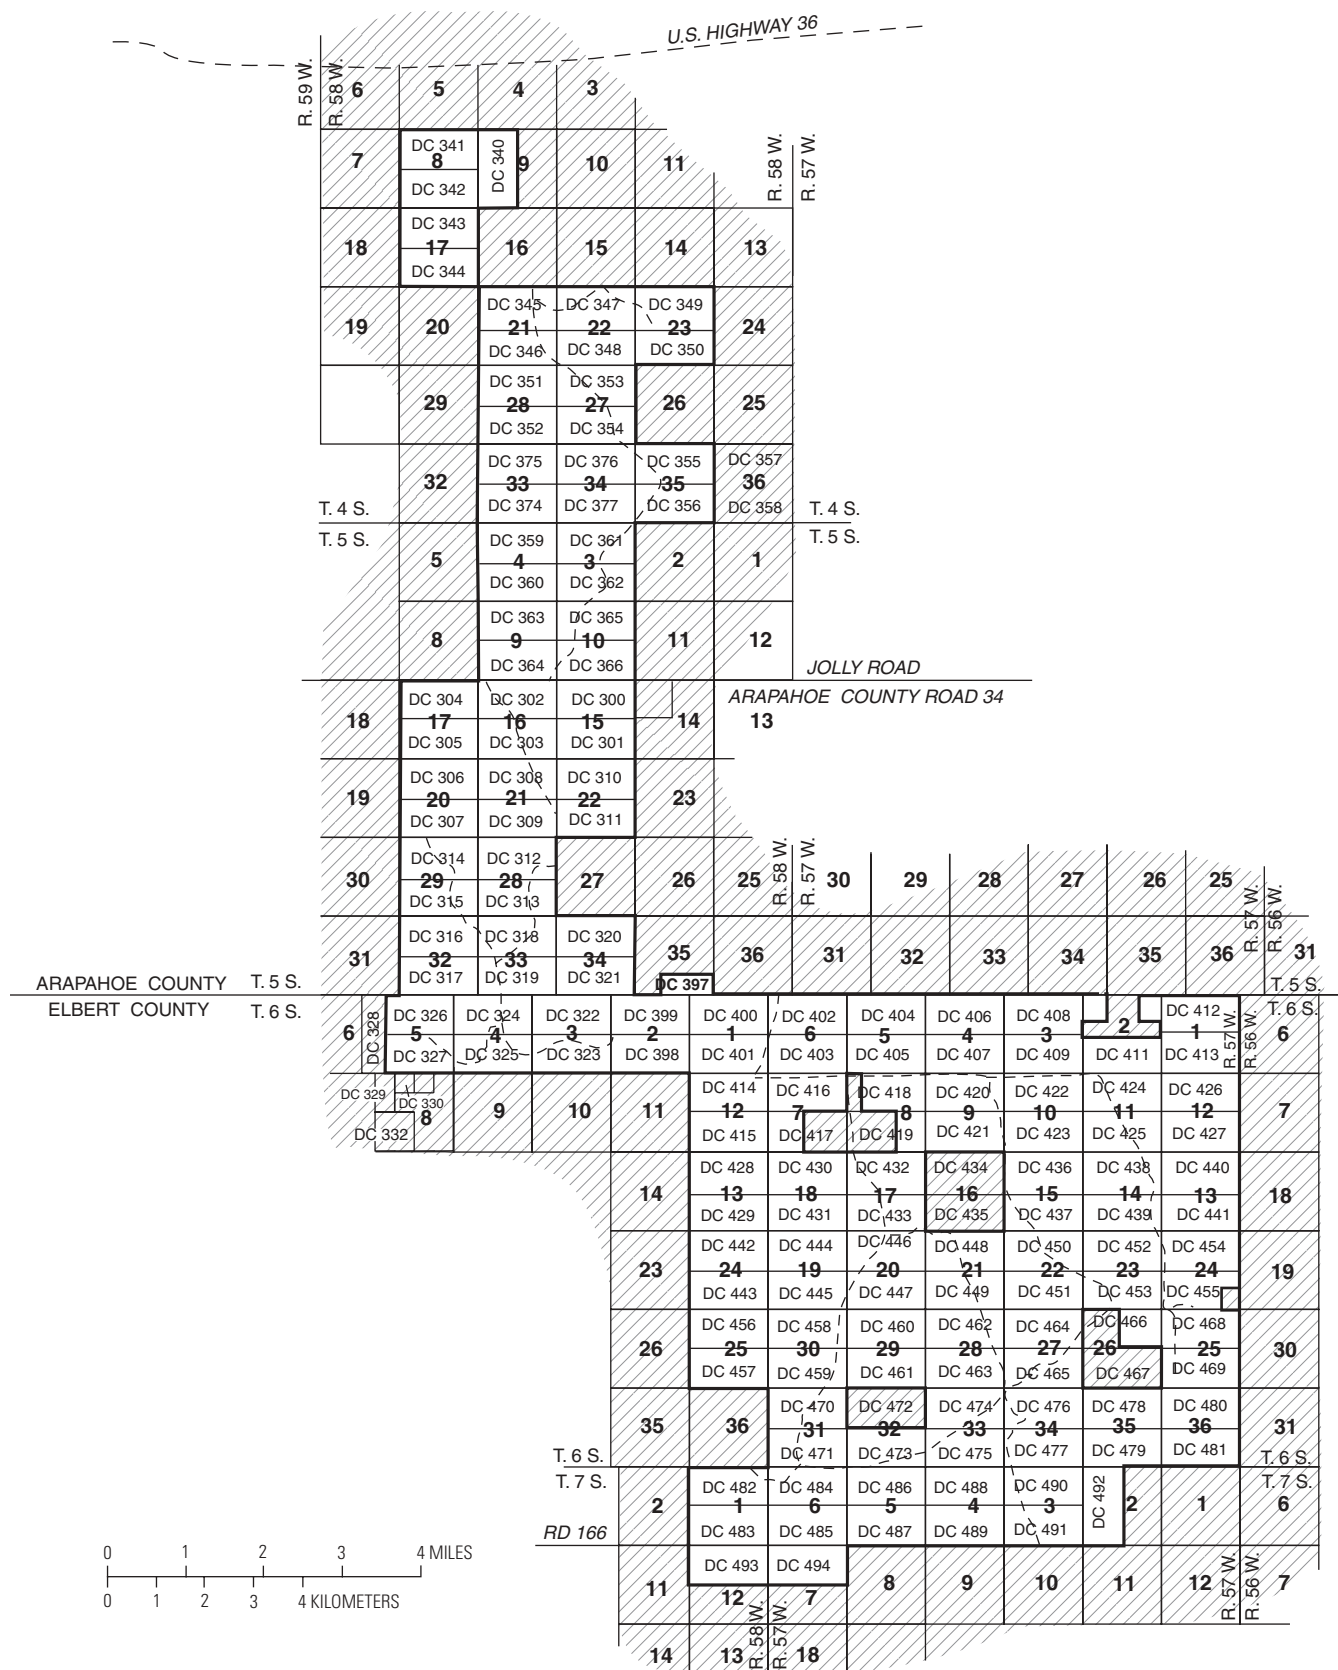 U.S. HIGHWAY 36
R. 59 W.
R. 58 W.
6 5 4 3
7 DC 341 8 DC 342 DC 340 9 10 11
R. 58 W.
R. 57 W.
18 DC 343 17 DC 344 16 15 14 13
DC 345 DC 347 DC 349
19 20 21 22 23 24
DC 346 DC 348 DC 350
DC 351 DC 353
29 28 27 26 25
DC 352 DC 354
DC 375 DC 376 DC 355 DC 357
32 33 34 35 36
DC 374 DC 377 DC 356 DC 358
T. 4 S. T. 4 S.
T. 5 S. T. 5 S.
DC 359 DC 361
5 4 3 2 1
DC 360 DC 362
DC 363 DC 365
8 9 10 11 12
DC 364 DC 366
JOLLY ROAD
ARAPAHOE COUNTY ROAD 34
DC 304 DC 302 DC 300
18 17 16 15 14 13
DC 305 DC 303 DC 301
DC 306 DC 308 DC 310
19 20 21 22 23
DC 307 DC 309 DC 311
R. 58 W.
R. 57 W.
R. 57 W.
R. 56 W.
DC 314 DC 312
30 29 28 27 26 25 30 29 28 27 26 25
DC 315 DC 313
DC 316 DC 318 DC 320
31 32 33 34 35 36 31 32 33 34 35 36 31
DC 317 DC 319 DC 321 DC 397
ARAPAHOE COUNTY T. 5 S. T. 5 S.
ELBERT COUNTY T. 6 S. T. 6 S.
DC 328
DC 326 DC 324 DC 322 DC 399 DC 400 DC 402 DC 404 DC 406 DC 408 DC 412
6 5 4 3 2 1 6 5 4 3 2 1 6
DC 327 DC 325 DC 323 DC 398 DC 401 DC 403 DC 405 DC 407 DC 409 DC 411 DC 413
R. 57 W.
R. 56 W.
DC 329 DC 330 DC 414 DC 416 DC 418 DC 420 DC 422 DC 424 DC 426
8 9 10 11 12 7 8 9 10 11 12 7
DC 332 DC 415 DC 417 DC 419 DC 421 DC 423 DC 425 DC 427
DC 428 DC 430 DC 432 DC 434 DC 436 DC 438 DC 440
14 13 18 17 16 15 14 13 18
DC 429 DC 431 DC 433 DC 435 DC 437 DC 439 DC 441
DC 442 DC 444 DC 446 DC 448 DC 450 DC 452 DC 454
23 24 19 20 21 22 23 24 19
DC 443 DC 445 DC 447 DC 449 DC 451 DC 453 DC 455
DC 456 DC 458 DC 460 DC 462 DC 464 DC 466 DC 468
26 25 30 29 28 27 26 25 30
DC 457 DC 459 DC 461 DC 463 DC 465 DC 467 DC 469
DC 470 DC 472 DC 474 DC 476 DC 478 DC 480
35 36 31 32 33 34 35 36 31
DC 471 DC 473 DC 475 DC 477 DC 479 DC 481
T. 6 S. T. 6 S.
T. 7 S. T. 7 S.
DC 482 DC 484 DC 486 DC 488 DC 490 DC 492
2 1 6 5 4 3 2 1 6
DC 483 DC 485 DC 487 DC 489 DC 491
RD 166
DC 493 DC 494
11 12 7 8 9 10 11 12 7
R. 58 W.
R. 57 W.
R. 57 W.
R. 56 W.
14 13 18
0 1 2 3 4 MILES
0 1 2 3 4 KILOMETERS